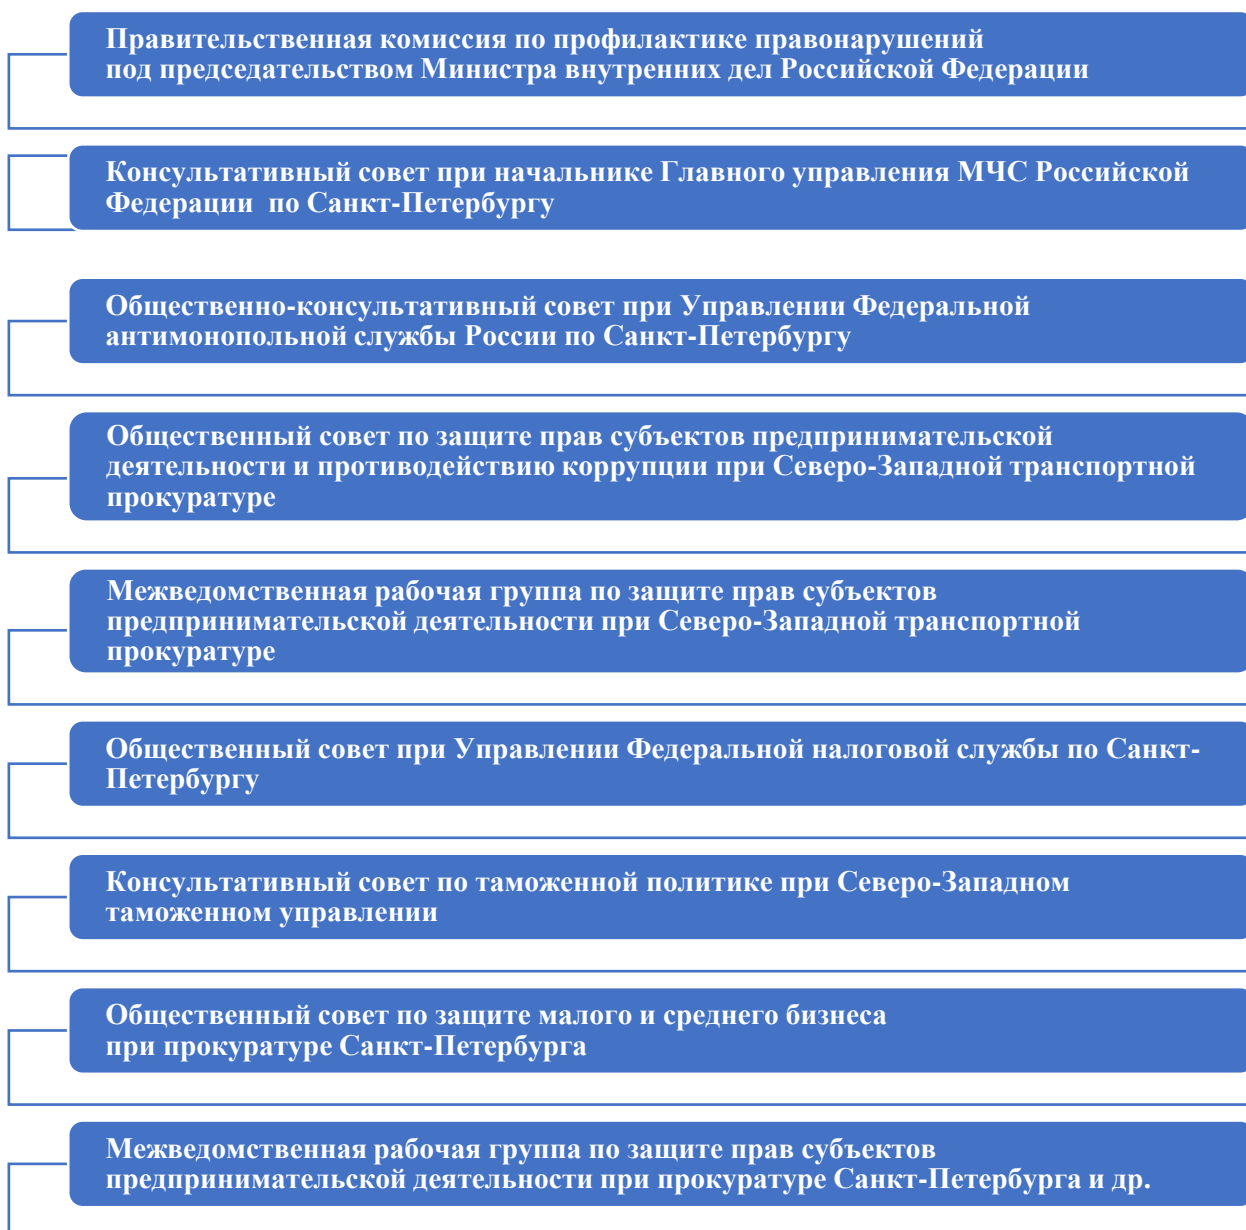 Правительственная комиссия по профилактике правонарушений
под председательством Министра внутренних дел Российской Федерации
Консультативный совет при начальнике Главного управления МЧС Российской
Федерации по Санкт-Петербургу
Общественно-консультативный совет при Управлении Федеральной
антимонопольной службы России по Санкт-Петербургу
Общественный совет по защите прав субъектов предпринимательской
деятельности и противодействию коррупции при Северо-Западной транспортной
прокуратуре
Межведомственная рабочая группа по защите прав субъектов
предпринимательской деятельности при Северо-Западной транспортной
прокуратуре
Общественный совет при Управлении Федеральной налоговой службы по Санкт-
Петербургу
Консультативный совет по таможенной политике при Северо-Западном
таможенном управлении
Общественный совет по защите малого и среднего бизнеса
при прокуратуре Санкт-Петербурга
Межведомственная рабочая группа по защите прав субъектов
предпринимательской деятельности при прокуратуре Санкт-Петербурга и др.